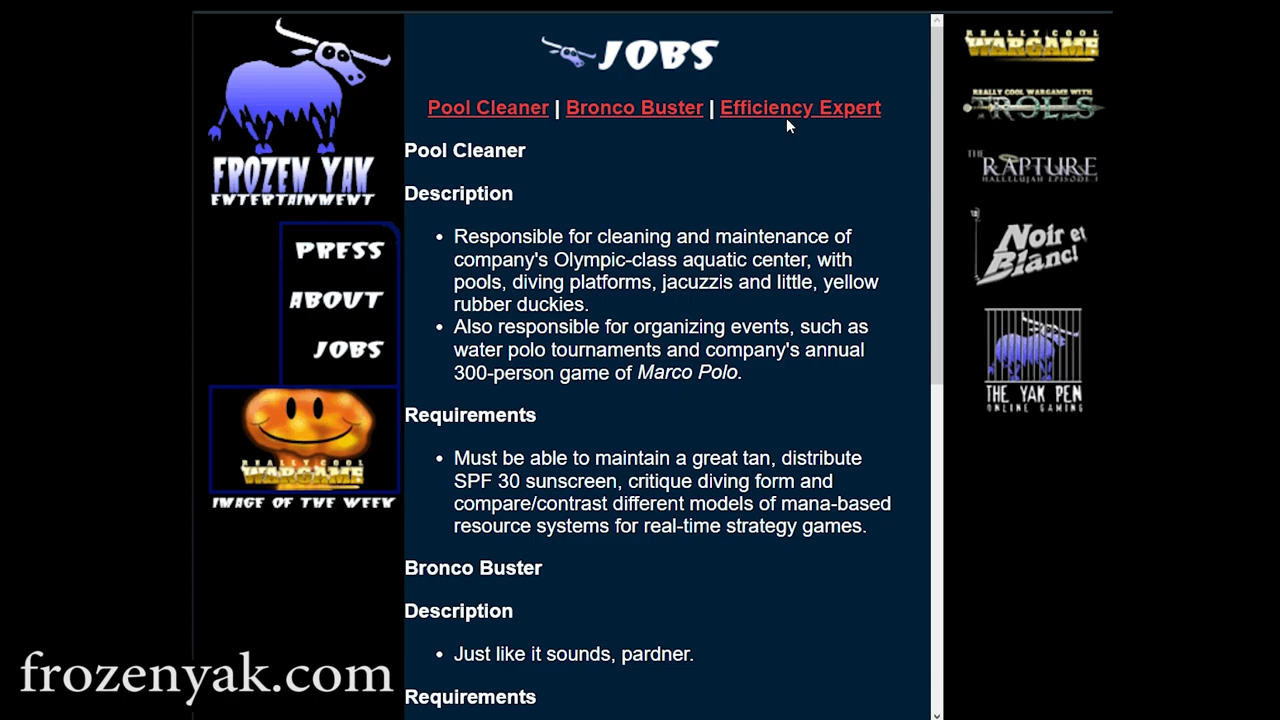 FROZEN YAK
ENTERTAINMENT
PRESS
ABOUT
JOBS
REALLY COOL
WARGAME
IMAGE OF THE WEEK
JOBS
Pool Cleaner | Bronco Buster | Efficiency Expert
Pool Cleaner
Description
• Responsible for cleaning and maintenance of
company's Olympic-class aquatic center, with
pools, diving platforms, jacuzzis and little, yellow
rubber duckies.
• Also responsible for organizing events, such as
water polo tournaments and company's annual
300-person game of Marco Polo.
Requirements
• Must be able to maintain a great tan, distribute
SPF 30 sunscreen, critique diving form and
compare/contrast different models of mana-based
resource systems for real-time strategy games.
Bronco Buster
Description
• Just like it sounds, pardner.
Requirements
REALLY COOL
WARGAME
REALLY COOL WARGAME WITH
TROLLS
THE RAPTURE
HALLELUJAH EPISODE 1
Noir et
Blanc!
THE YAK PEN
ONLINE GAMING
frozenyak.com